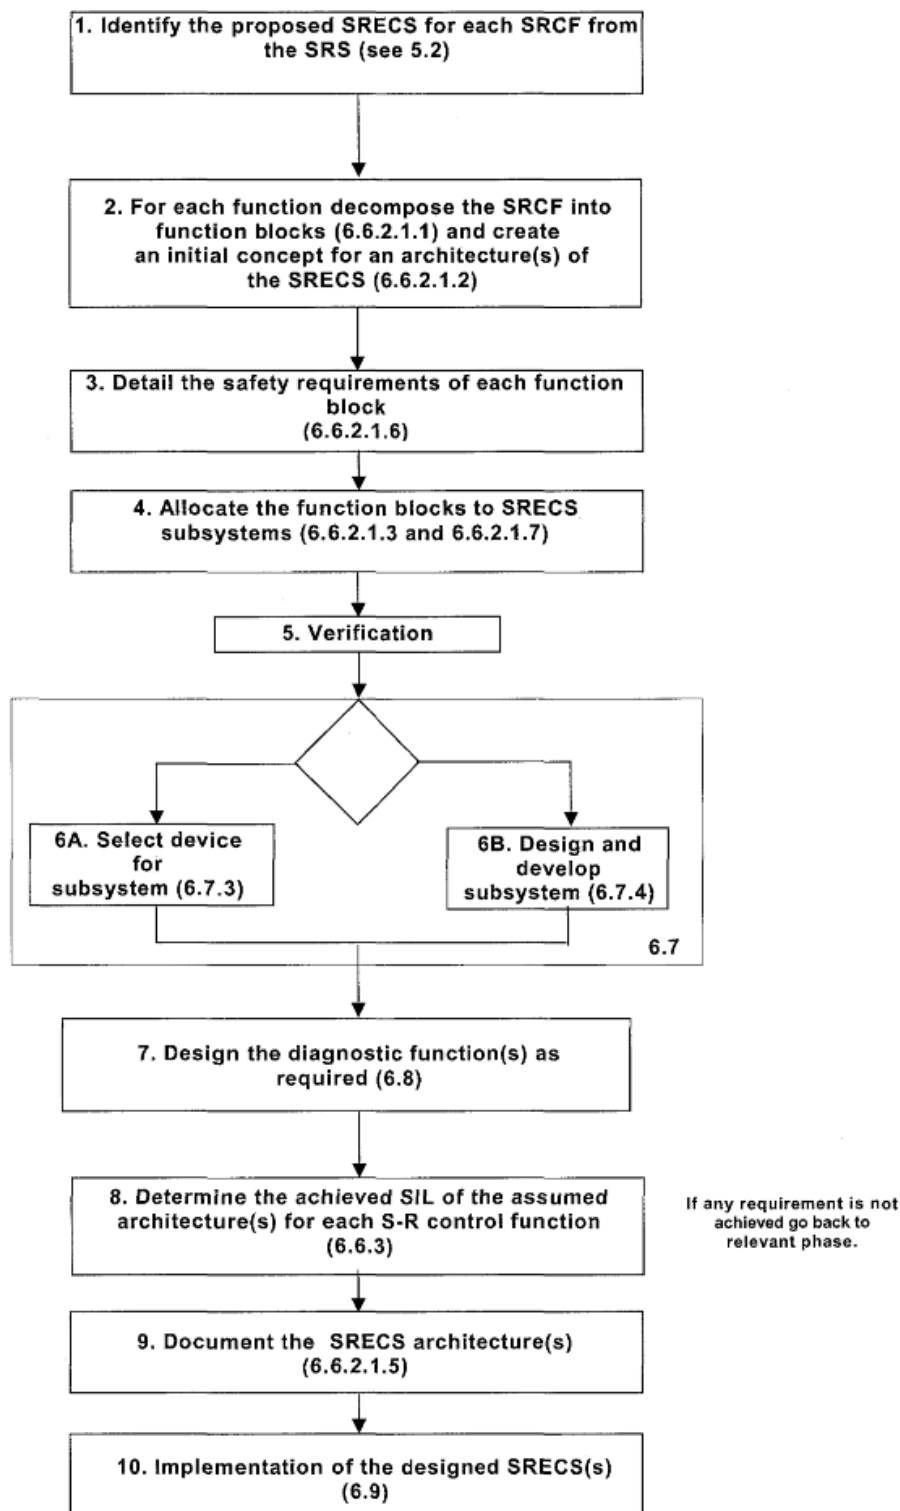 1. Identify the proposed SRECS for each SRCF from
the SRS (see 5.2)
2. For each function decompose the SRCF into
function blocks (6.6.2.1.1) and create
an initial concept for an architecture(s) of
the SRECS (6.6.2.1.2)
3. Detail the safety requirements of each function
block
(6.6.2.1.6)
4. Allocate the function blocks to SRECS
subsystems (6.6.2.1.3 and 6.6.2.1.7)
5. Verification
6A. Select device
for
subsystem (6.7.3)
6B. Design and
develop
subsystem (6.7.4)
6.7
7. Design the diagnostic function(s) as
required (6.8)
8. Determine the achieved SIL of the assumed
architecture(s) for each S-R control function
(6.6.3)
If any requirement is not
achieved go back to
relevant phase.
9. Document the SRECS architecture(s)
(6.6.2.1.5)
10. Implementation of the designed SRECS(s)
(6.9)